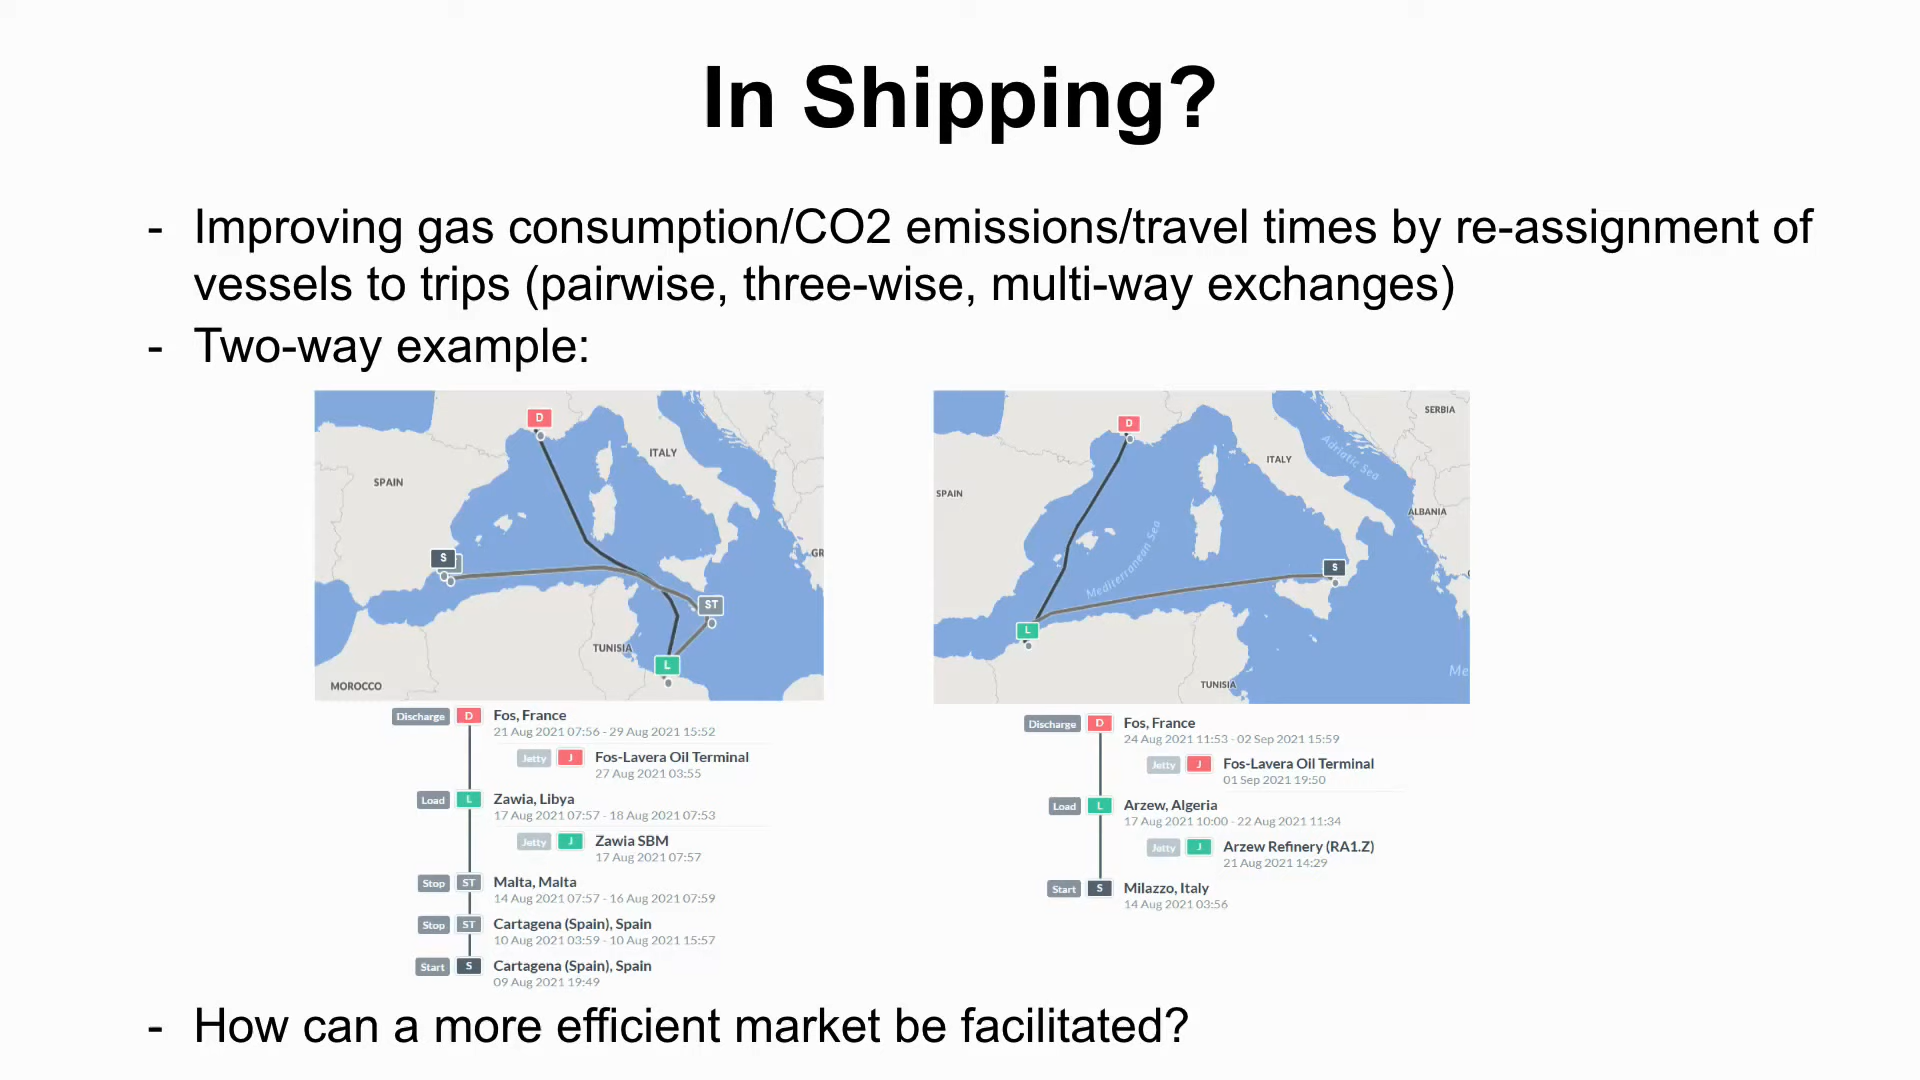 In Shipping?
- Improving gas consumption/CO2 emissions/travel times by re-assignment of
vessels to trips (pairwise, three-wise, multi-way exchanges)
- Two-way example:
D
ITALY
SPAIN
S
GR
ST
TUNISIA
L
MOROCCO
Discharge D Fos, France
21 Aug 2021 07:56 - 29 Aug 2021 15:52
Jetty J Fos-Lavera Oil Terminal
27 Aug 2021 03:55
Load L Zawia, Libya
17 Aug 2021 07:57 - 18 Aug 2021 07:53
Jetty J Zawia SBM
17 Aug 2021 07:57
Stop ST Malta, Malta
14 Aug 2021 07:57 - 16 Aug 2021 07:59
Stop ST Cartagena (Spain), Spain
10 Aug 2021 03:59 - 10 Aug 2021 15:57
Start S Cartagena (Spain), Spain
09 Aug 2021 19:49
SERBIA
D
Adriatic Sea
ITALY
SPAIN
ALBANIA
Mediterranean Sea
S
L
Me
TUNISIA
Discharge D Fos, France
24 Aug 2021 11:53 - 02 Sep 2021 15:59
Jetty J Fos-Lavera Oil Terminal
01 Sep 2021 19:50
Load L Arzew, Algeria
17 Aug 2021 10:00 - 22 Aug 2021 11:34
Jetty J Arzew Refinery (RA1.Z)
21 Aug 2021 14:29
Start S Milazzo, Italy
14 Aug 2021 03:56
- How can a more efficient market be facilitated?